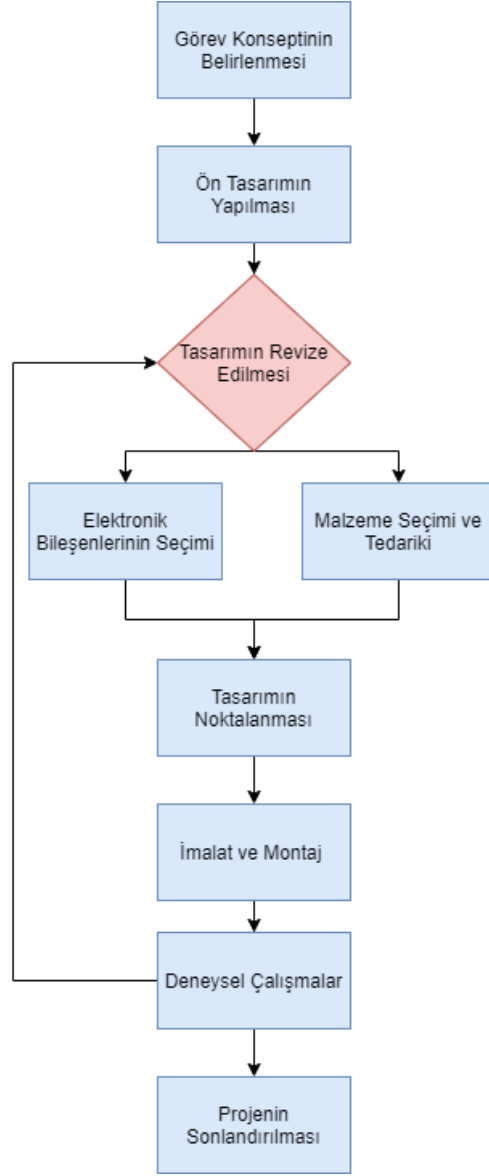 Görev Konseptinin
Belirlenmesi
Ön Tasarımın
Yapılması
Tasarımın Revize
Edilmesi
Elektronik
Bileşenlerinin Seçimi
Malzeme Seçimi ve
Tedariki
Tasarımın
Noktalanması
İmalat ve Montaj
Deneysel Çalışmalar
Projenin
Sonlandırılması